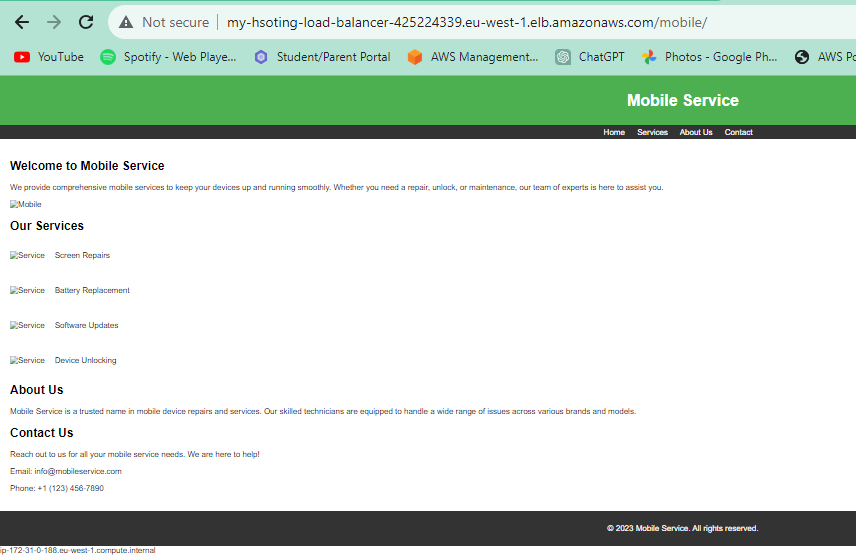 Not secure | my-hsoting-load-balancer-425224339.eu-west-1.elb.amazonaws.com/mobile/
YouTube Spotify - Web Playe... Student/Parent Portal AWS Management... ChatGPT Photos - Google Ph... AWS Po
Mobile Service
Home Services About Us Contact
Welcome to Mobile Service
We provide comprehensive mobile services to keep your devices up and running smoothly. Whether you need a repair, unlock, or maintenance, our team of experts is here to assist you.
Mobile
Our Services
Service Screen Repairs
Service Battery Replacement
Service Software Updates
Service Device Unlocking
About Us
Mobile Service is a trusted name in mobile device repairs and services. Our skilled technicians are equipped to handle a wide range of issues across various brands and models.
Contact Us
Reach out to us for all your mobile service needs. We are here to help!
Email: info@mobileservice.com
Phone: +1 (123) 456-7890
© 2023 Mobile Service. All rights reserved.
ip-172-31-0-188.eu-west-1.compute.internal